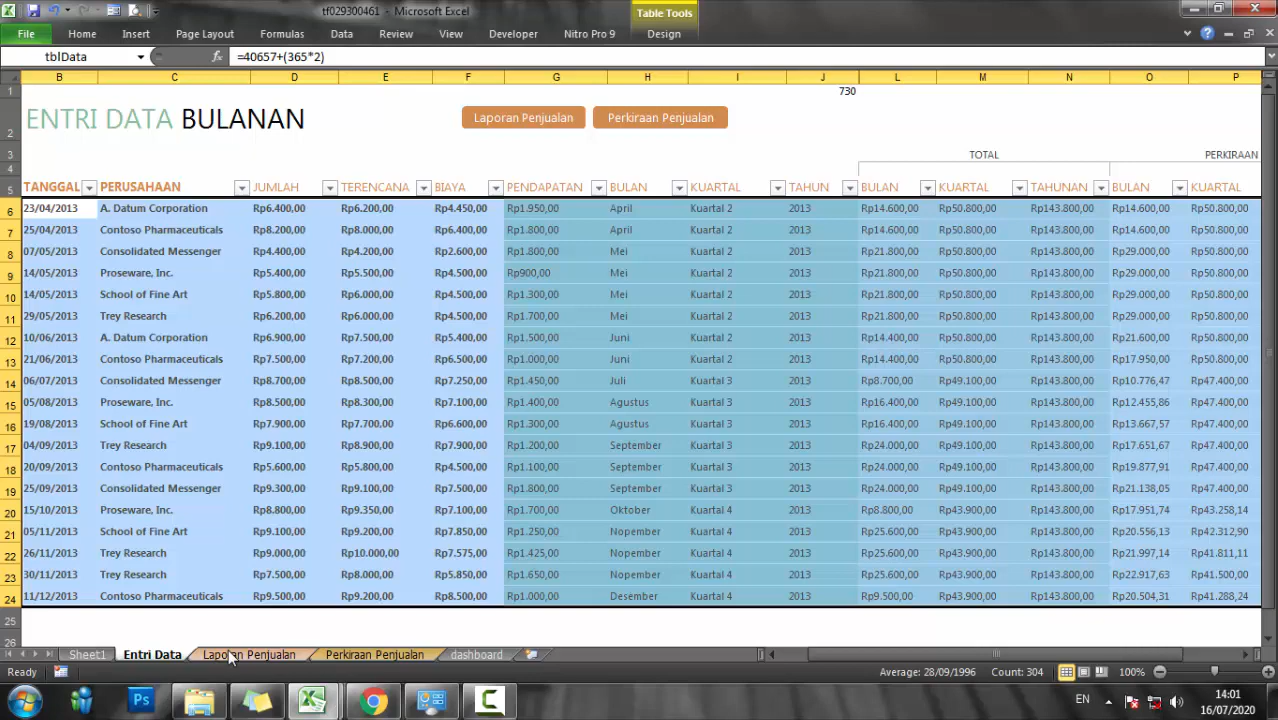 tf029300461 - Microsoft Excel
Table Tools
File Home Insert Page Layout Formulas Data Review View Developer Nitro Pro 9 Design
tblData fx =40657+(365*2)
B C D E F G H I J L M N O P
1 730
2 ENTRI DATA BULANAN Laporan Penjualan Perkiraan Penjualan
3 TOTAL PERKIRAAN
4
5 TANGGAL PERUSAHAAN JUMLAH TERENCANA BIAYA PENDAPATAN BULAN KUARTAL TAHUN BULAN KUARTAL TAHUNAN BULAN KUARTAL
6 23/04/2013 A. Datum Corporation Rp6.400,00 Rp6.200,00 Rp4.450,00 Rp1.950,00 April Kuartal 2 2013 Rp14.600,00 Rp50.800,00 Rp143.800,00 Rp14.600,00 Rp50.800,00
7 25/04/2013 Contoso Pharmaceuticals Rp8.200,00 Rp8.000,00 Rp6.400,00 Rp1.800,00 April Kuartal 2 2013 Rp14.600,00 Rp50.800,00 Rp143.800,00 Rp14.600,00 Rp50.800,00
8 07/05/2013 Consolidated Messenger Rp4.400,00 Rp4.200,00 Rp2.600,00 Rp1.800,00 Mei Kuartal 2 2013 Rp21.800,00 Rp50.800,00 Rp143.800,00 Rp29.000,00 Rp50.800,00
9 14/05/2013 Proseware, Inc. Rp5.400,00 Rp5.500,00 Rp4.500,00 Rp900,00 Mei Kuartal 2 2013 Rp21.800,00 Rp50.800,00 Rp143.800,00 Rp29.000,00 Rp50.800,00
10 14/05/2013 School of Fine Art Rp5.800,00 Rp6.000,00 Rp4.500,00 Rp1.300,00 Mei Kuartal 2 2013 Rp21.800,00 Rp50.800,00 Rp143.800,00 Rp29.000,00 Rp50.800,00
11 29/05/2013 Trey Research Rp6.200,00 Rp6.000,00 Rp4.500,00 Rp1.700,00 Mei Kuartal 2 2013 Rp21.800,00 Rp50.800,00 Rp143.800,00 Rp29.000,00 Rp50.800,00
12 10/06/2013 A. Datum Corporation Rp6.900,00 Rp7.500,00 Rp5.400,00 Rp1.500,00 Juni Kuartal 2 2013 Rp14.400,00 Rp50.800,00 Rp143.800,00 Rp21.600,00 Rp50.800,00
13 21/06/2013 Contoso Pharmaceuticals Rp7.500,00 Rp7.200,00 Rp6.500,00 Rp1.000,00 Juni Kuartal 2 2013 Rp14.400,00 Rp50.800,00 Rp143.800,00 Rp17.950,00 Rp50.800,00
14 06/07/2013 Consolidated Messenger Rp8.700,00 Rp8.500,00 Rp7.250,00 Rp1.450,00 Juli Kuartal 3 2013 Rp8.700,00 Rp49.100,00 Rp143.800,00 Rp10.776,47 Rp47.400,00
15 05/08/2013 Proseware, Inc. Rp8.500,00 Rp8.300,00 Rp7.100,00 Rp1.400,00 Agustus Kuartal 3 2013 Rp16.400,00 Rp49.100,00 Rp143.800,00 Rp12.455,86 Rp47.400,00
16 19/08/2013 School of Fine Art Rp7.900,00 Rp7.700,00 Rp6.600,00 Rp1.300,00 Agustus Kuartal 3 2013 Rp16.400,00 Rp49.100,00 Rp143.800,00 Rp13.667,57 Rp47.400,00
17 04/09/2013 Trey Research Rp9.100,00 Rp8.900,00 Rp7.900,00 Rp1.200,00 September Kuartal 3 2013 Rp24.000,00 Rp49.100,00 Rp143.800,00 Rp17.651,67 Rp47.400,00
18 20/09/2013 Contoso Pharmaceuticals Rp5.600,00 Rp5.800,00 Rp4.500,00 Rp1.100,00 September Kuartal 3 2013 Rp24.000,00 Rp49.100,00 Rp143.800,00 Rp19.877,91 Rp47.400,00
19 25/09/2013 Consolidated Messenger Rp9.300,00 Rp9.100,00 Rp7.500,00 Rp1.800,00 September Kuartal 3 2013 Rp24.000,00 Rp49.100,00 Rp143.800,00 Rp21.138,05 Rp47.400,00
20 15/10/2013 Proseware, Inc. Rp8.800,00 Rp9.350,00 Rp7.100,00 Rp1.700,00 Oktober Kuartal 4 2013 Rp8.800,00 Rp43.900,00 Rp143.800,00 Rp17.951,74 Rp43.258,14
21 05/11/2013 School of Fine Art Rp9.100,00 Rp9.200,00 Rp7.850,00 Rp1.250,00 Nopember Kuartal 4 2013 Rp25.600,00 Rp43.900,00 Rp143.800,00 Rp20.556,13 Rp42.312,90
22 26/11/2013 Trey Research Rp9.000,00 Rp10.000,00 Rp7.575,00 Rp1.425,00 Nopember Kuartal 4 2013 Rp25.600,00 Rp43.900,00 Rp143.800,00 Rp21.997,14 Rp41.811,11
23 30/11/2013 Trey Research Rp7.500,00 Rp8.000,00 Rp5.850,00 Rp1.650,00 Nopember Kuartal 4 2013 Rp25.600,00 Rp43.900,00 Rp143.800,00 Rp22.917,63 Rp41.500,00
24 11/12/2013 Contoso Pharmaceuticals Rp9.500,00 Rp9.200,00 Rp8.500,00 Rp1.000,00 Desember Kuartal 4 2013 Rp9.500,00 Rp43.900,00 Rp143.800,00 Rp20.504,31 Rp41.288,24
25
26
Sheet1 Entri Data Laporan Penjualan Perkiraan Penjualan dashboard
Ready Average: 28/09/1996 Count: 304 100%
Ps EN 14:01
16/07/2020